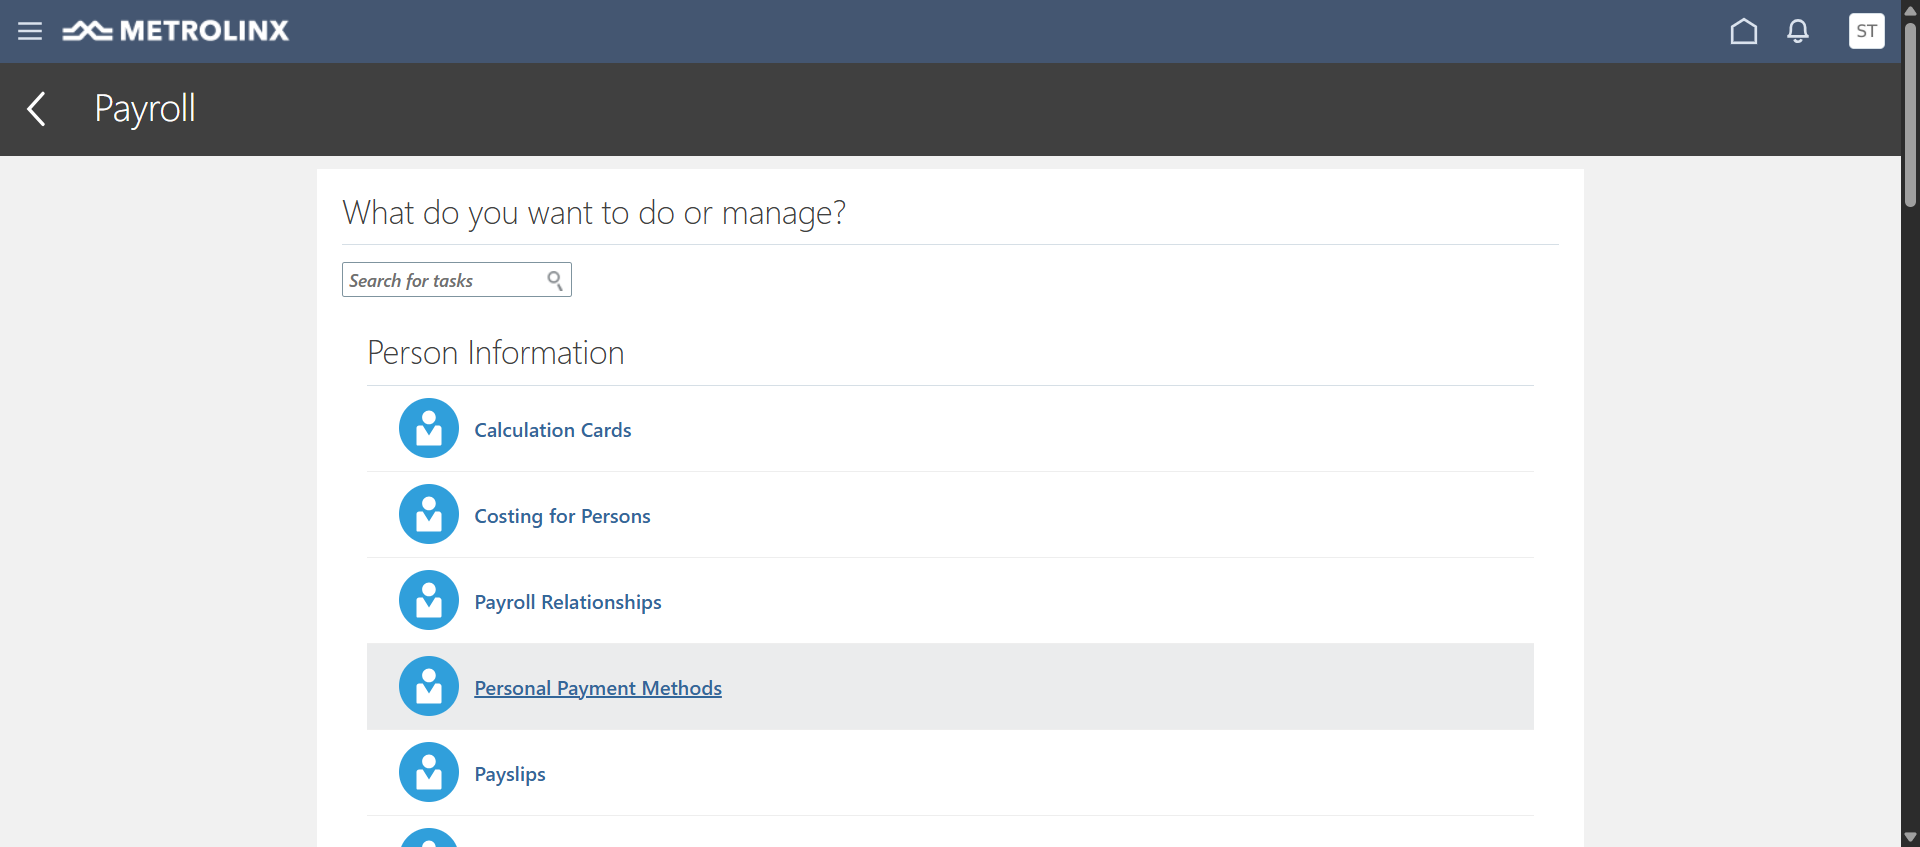 METROLINX
ST
Payroll
What do you want to do or manage?
Search for tasks
Person Information
Calculation Cards
Costing for Persons
Payroll Relationships
Personal Payment Methods
Payslips